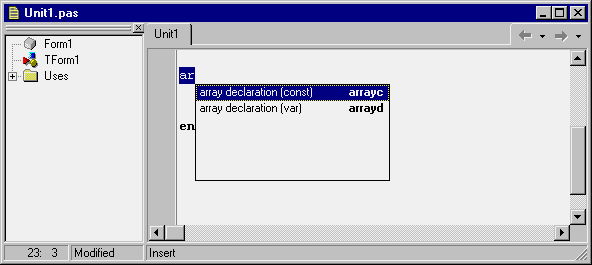 Unit1.pas
Form1
TForm1
Uses
Unit1
ar
array declaration (const) arrayc
array declaration (var) arrayd
en
23: 3 Modified Insert